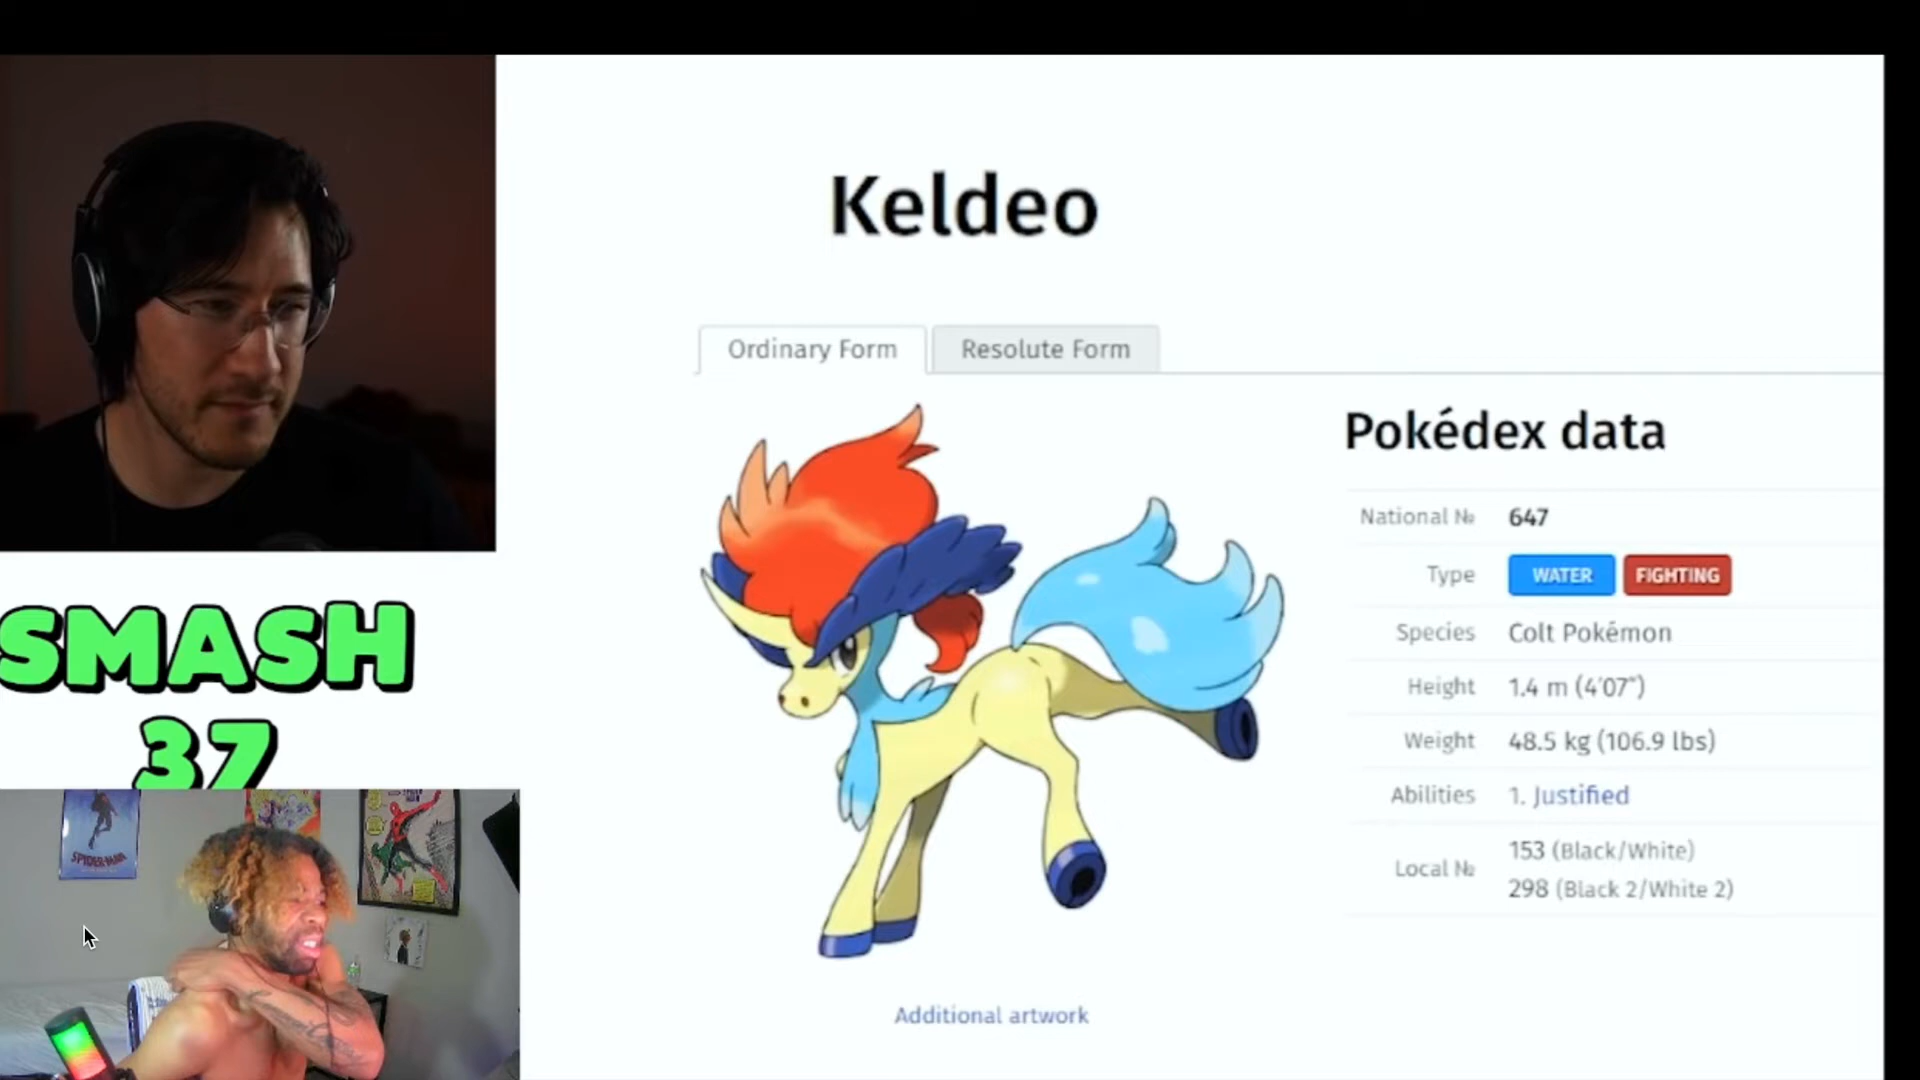 Keldeo
Ordinary Form
Resolute Form
Pokédex data
National № 647
Type WATER FIGHTING
Species Colt Pokémon
Height 1.4 m (4′07″)
Weight 48.5 kg (106.9 lbs)
Abilities 1. Justified
Local № 153 (Black/White)
298 (Black 2/White 2)
Additional artwork
SMASH
37
SPIDER-MAN